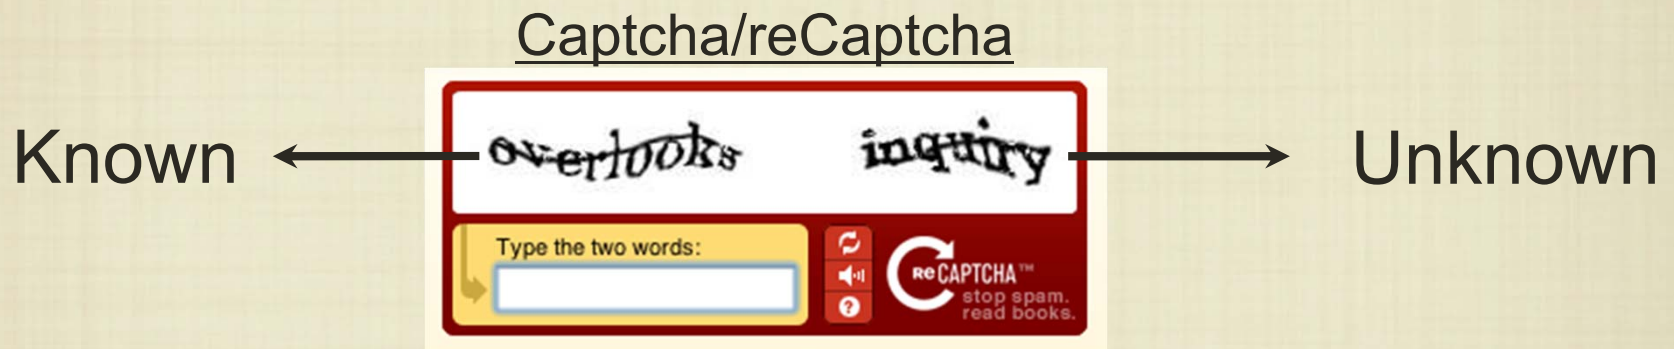 Captcha/reCaptcha
Known overlooks inquiry Unknown
Type the two words:
reCAPTCHA™
stop spam.
read books.
?